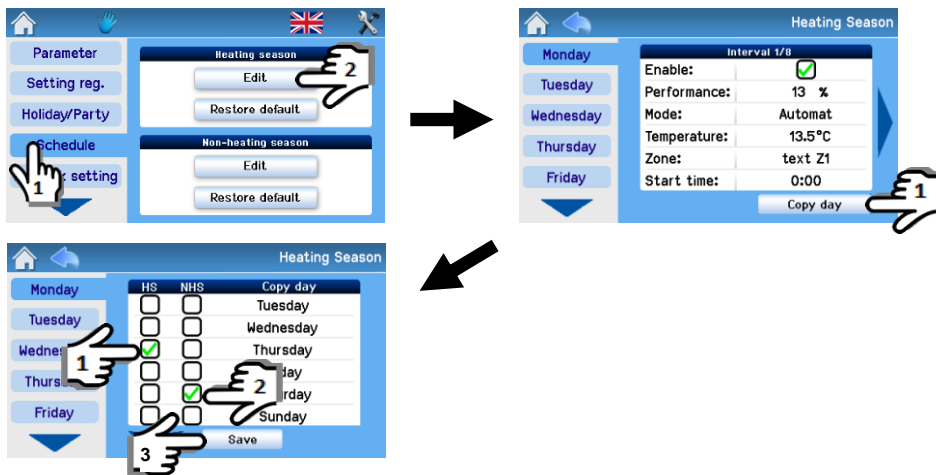 Parameter
Setting reg.
Holiday/Party
Schedule
setting
1
Heating season
Edit
2
Restore default
Non-heating season
Edit
Restore default
Heating Season
Monday
Tuesday
Wednesday
Thursday
Friday
Interval 1/8
Enable:
Performance: 13 %
Mode: Automat
Temperature: 13.5°C
Zone: text Z1
Start time: 0:00
Copy day
1
Heating Season
Monday
Tuesday
Wednes
Thurs
Friday
HS NHS Copy day
Tuesday
Wednesday
Thursday
day
rday
Sunday
1
2
Save
3